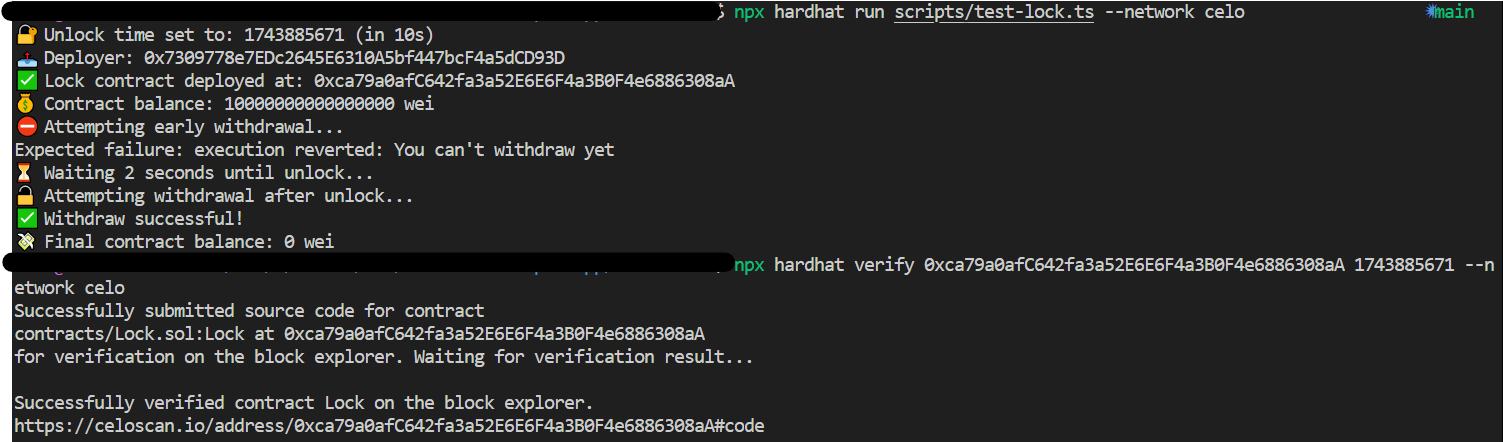 npx hardhat run scripts/test-lock.ts --network celo main
Unlock time set to: 1743885671 (in 10s)
Deployer: 0x7309778e7EDc2645E6310A5bf447bcF4a5dCD93D
Lock contract deployed at: 0xca79a0afC642fa3a52E6E6F4a3B0F4e6886308aA
Contract balance: 10000000000000000 wei
Attempting early withdrawal...
Expected failure: execution reverted: You can't withdraw yet
Waiting 2 seconds until unlock...
Attempting withdrawal after unlock...
Withdraw successful!
Final contract balance: 0 wei
npx hardhat verify 0xca79a0afC642fa3a52E6E6F4a3B0F4e6886308aA 1743885671 --n
etwork celo
Successfully submitted source code for contract
contracts/Lock.sol:Lock at 0xca79a0afC642fa3a52E6E6F4a3B0F4e6886308aA
for verification on the block explorer. Waiting for verification result...
Successfully verified contract Lock on the block explorer.
https://celoscan.io/address/0xca79a0afC642fa3a52E6E6F4a3B0F4e6886308aA#code